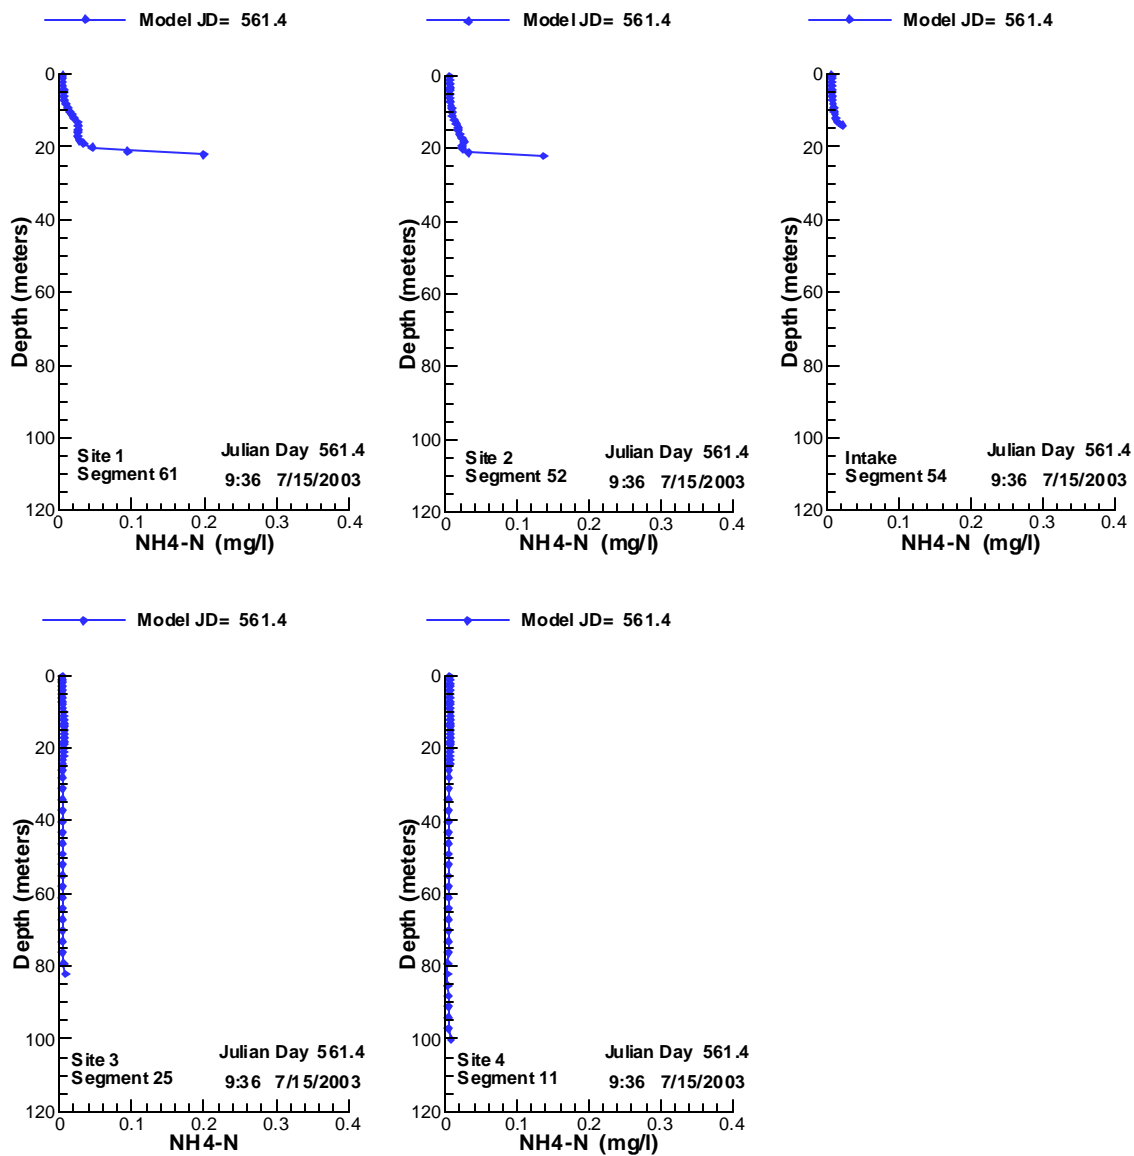 Model JD= 561.4
0
20
40
60
80
100
120
Depth (meters)
Site 1
Segment 61
Julian Day 561.4
9:36 7/15/2003
0 0.1 0.2 0.3 0.4
NH4-N (mg/l)
Model JD= 561.4
0
20
40
60
80
100
120
Depth (meters)
Site 2
Segment 52
Julian Day 561.4
9:36 7/15/2003
0 0.1 0.2 0.3 0.4
NH4-N (mg/l)
Model JD= 561.4
0
20
40
60
80
100
120
Depth (meters)
Intake
Segment 54
Julian Day 561.4
9:36 7/15/2003
0 0.1 0.2 0.3 0.4
NH4-N (mg/l)
Model JD= 561.4
0
20
40
60
80
100
120
Depth (meters)
Site 3
Segment 25
Julian Day 561.4
9:36 7/15/2003
0 0.1 0.2 0.3 0.4
NH4-N
Model JD= 561.4
0
20
40
60
80
100
120
Depth (meters)
Site 4
Segment 11
Julian Day 561.4
9:36 7/15/2003
0 0.1 0.2 0.3 0.4
NH4-N (mg/l)